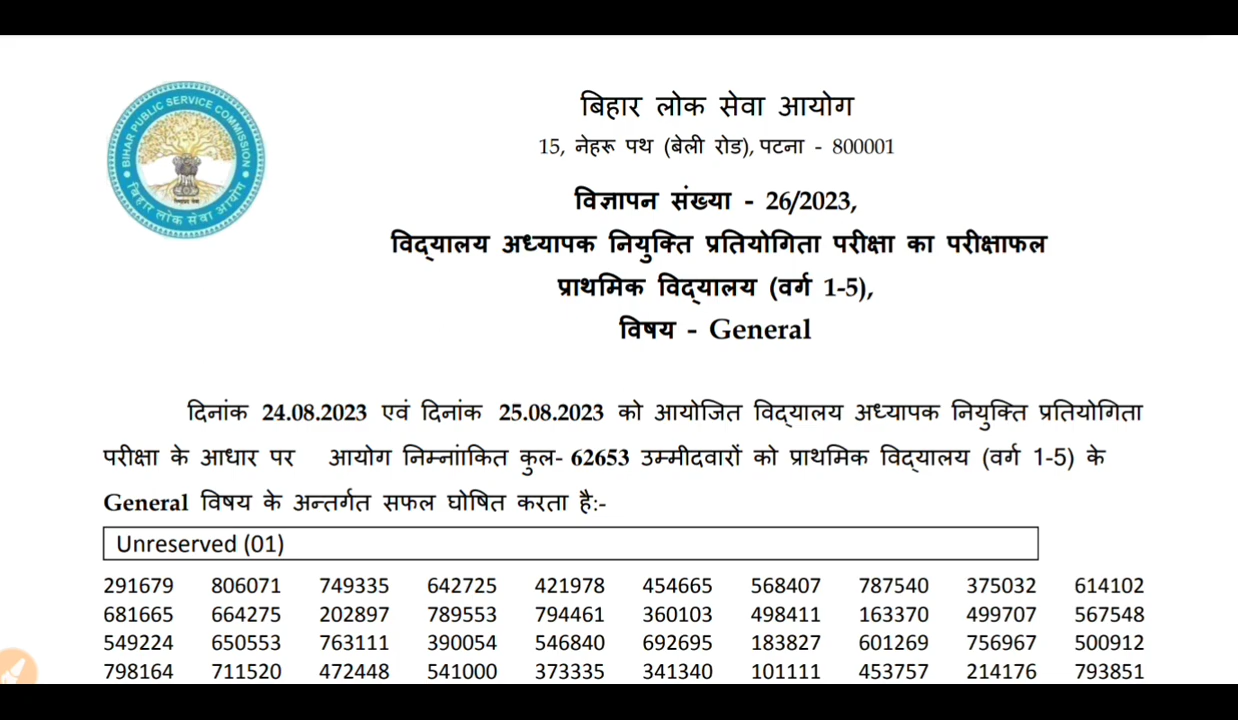 BIHAR PUBLIC SERVICE COMMISSION
बिहार लोक सेवा आयोग
बिहार लोक सेवा आयोग
15, नेहरू पथ (बेली रोड), पटना - 800001
विज्ञापन संख्या - 26/2023,
विद्यालय अध्यापक नियुक्ति प्रतियोगिता परीक्षा का परीक्षाफल
प्राथमिक विद्यालय (वर्ग 1-5),
विषय - General
दिनांक 24.08.2023 एवं दिनांक 25.08.2023 को आयोजित विद्यालय अध्यापक नियुक्ति प्रतियोगिता
परीक्षा के आधार पर आयोग निम्नांाकित कुल- 62653 उम्मीदवारों को प्राथमिक विद्यालय (वर्ग 1-5) के
General विषय के अन्तर्गत सफल घोषित करता है:-
Unreserved (01)
291679 806071 749335 642725 421978 454665 568407 787540 375032 614102
681665 664275 202897 789553 794461 360103 498411 163370 499707 567548
549224 650553 763111 390054 546840 692695 183827 601269 756967 500912
798164 711520 472448 541000 373335 341340 101111 453757 214176 793851